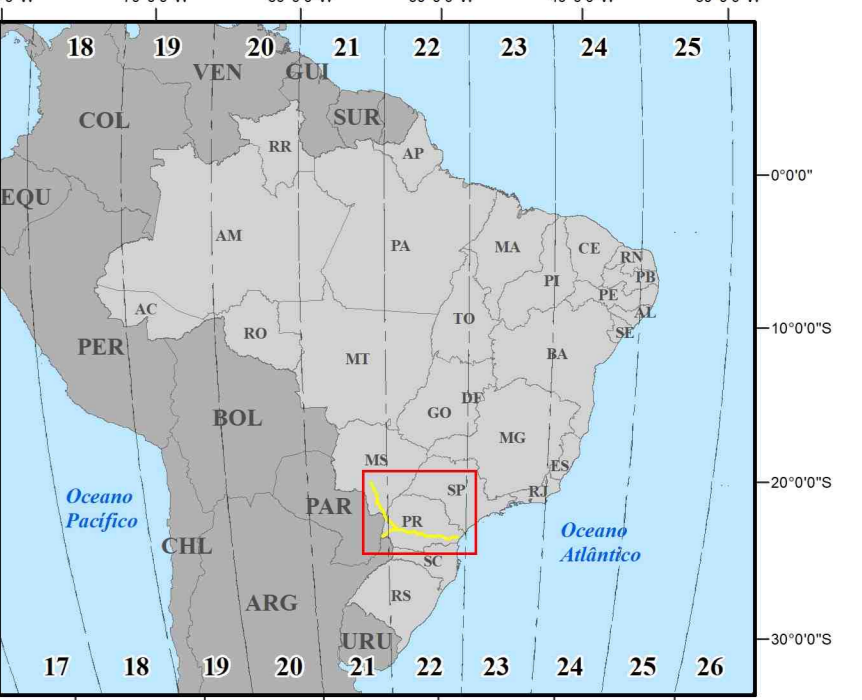 18 19 20 21 22 23 24 25
VEN GUI
COL SUR
RR AP
0°0'0"
EQU
AM PA MA CE
RN
PI PB
PE
AC AL
TO SE
RO
10°0'0"S
PER MT BA
DF
GO
BOL MG
MS ES
20°0'0"S
SP RJ
Oceano
Pacífico
PAR PR
Oceano
Atlântico
CHL SC
ARG RS
URU
30°0'0"S
17 18 19 20 21 22 23 24 25 26